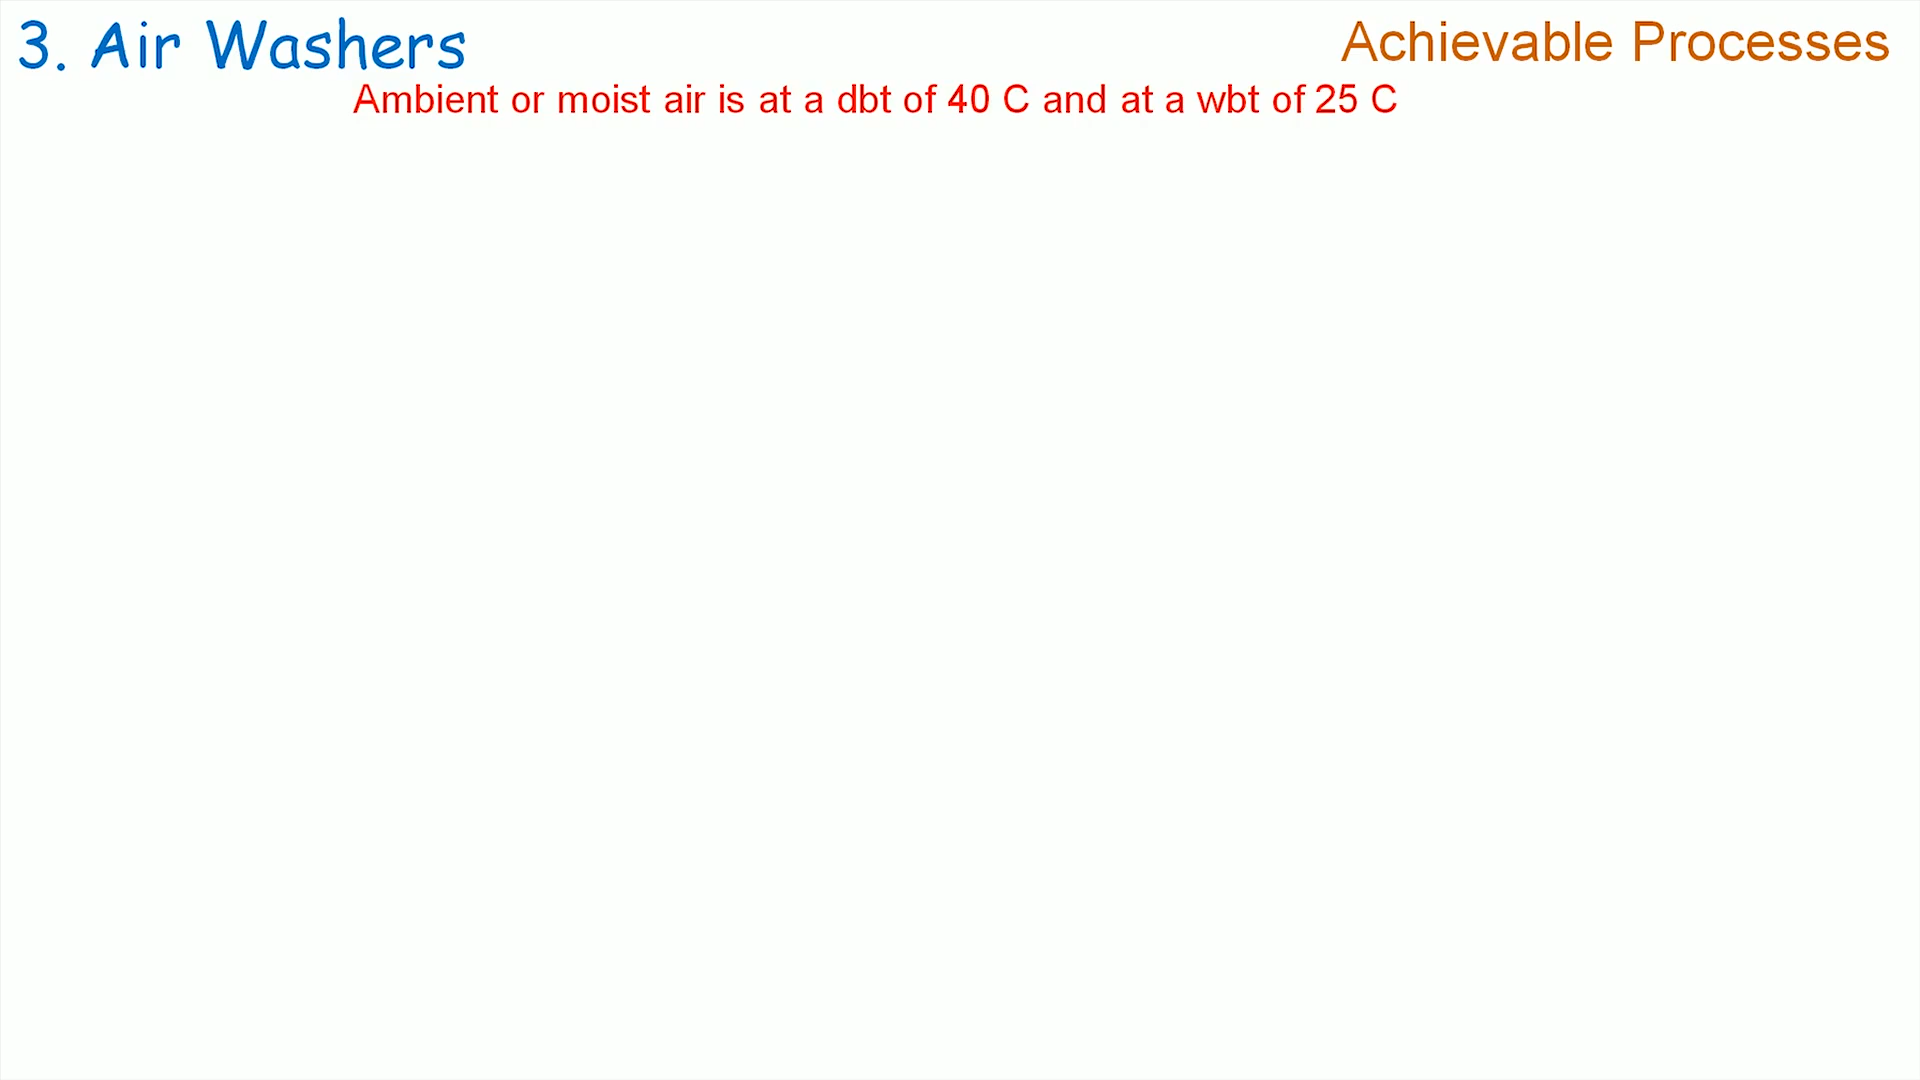 3. Air Washers
Achievable Processes
Ambient or moist air is at a dbt of 40 C and at a wbt of 25 C